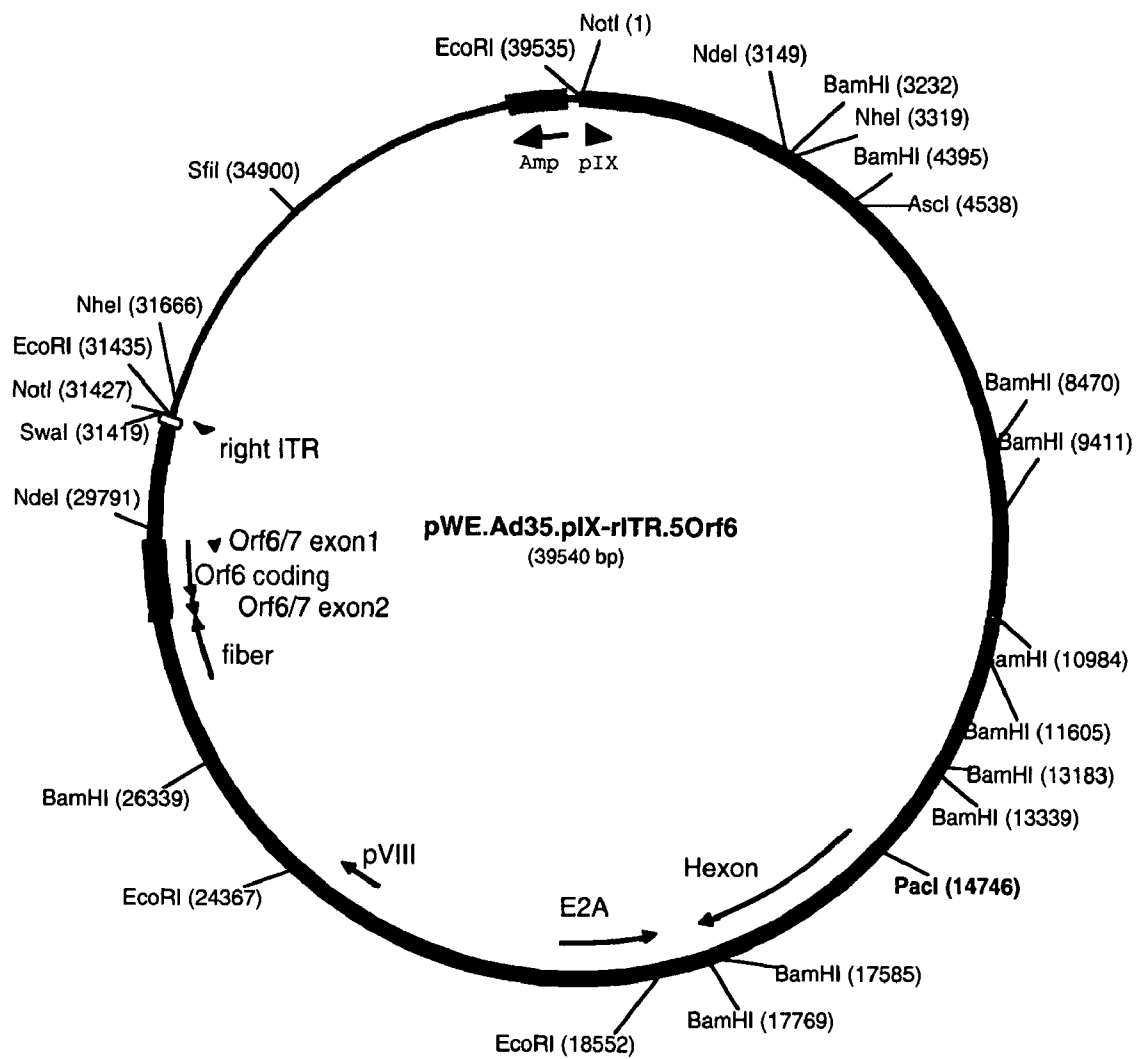 NotI (1)
EcoRI (39535)
NdeI (3149)
BamHI (3232)
NheI (3319)
BamHI (4395)
AscI (4538)
Amp pIX
SfiI (34900)
NheI (31666)
EcoRI (31435)
NotI (31427)
SwaI (31419)
right ITR
BamHI (8470)
BamHI (9411)
NdeI (29791)
pWE.Ad35.pIX-rITR.5Orf6
(39540 bp)
Orf6/7 exon1
Orf6 coding
Orf6/7 exon2
fiber
BamHI (10984)
BamHI (11605)
BamHI (13183)
BamHI (13339)
BamHI (26339)
pVIII
Hexon
PacI (14746)
EcoRI (24367)
E2A
BamHI (17585)
BamHI (17769)
EcoRI (18552)